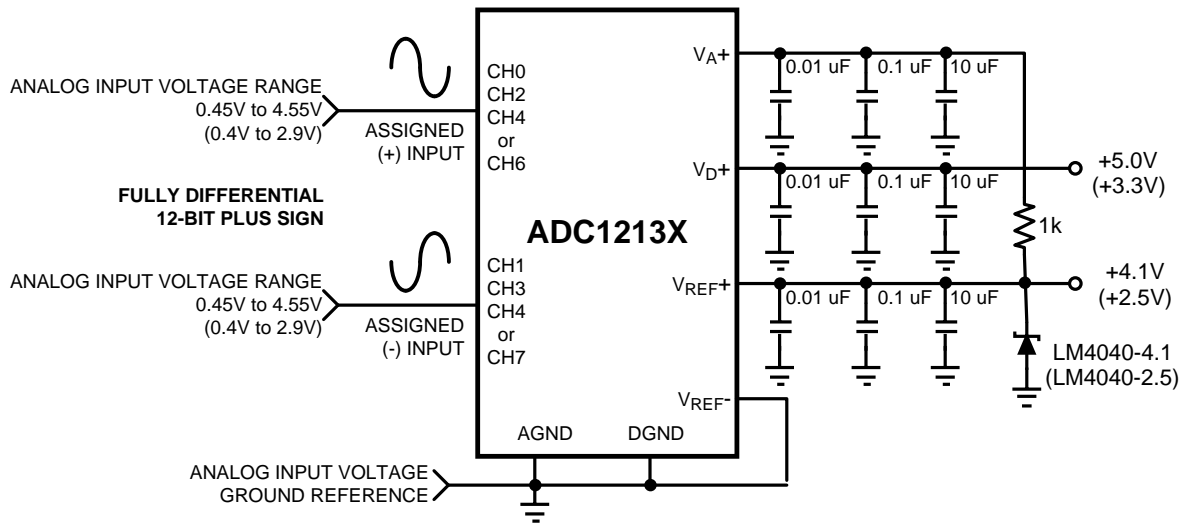 ANALOG INPUT VOLTAGE RANGE
0.45V to 4.55V
(0.4V to 2.9V)
ASSIGNED
(+) INPUT
FULLY DIFFERENTIAL
12-BIT PLUS SIGN
ANALOG INPUT VOLTAGE RANGE
0.45V to 4.55V
(0.4V to 2.9V)
ASSIGNED
(-) INPUT
CH0
CH2
CH4
or
CH6
CH1
CH3
CH4
or
CH7
ADC1213X
VA+
0.01 uF
0.1 uF
10 uF
VD+
0.01 uF
0.1 uF
10 uF
+5.0V
(+3.3V)
1k
VREF+
0.01 uF
0.1 uF
10 uF
+4.1V
(+2.5V)
LM4040-4.1
(LM4040-2.5)
VREF-
AGND
DGND
ANALOG INPUT VOLTAGE
GROUND REFERENCE